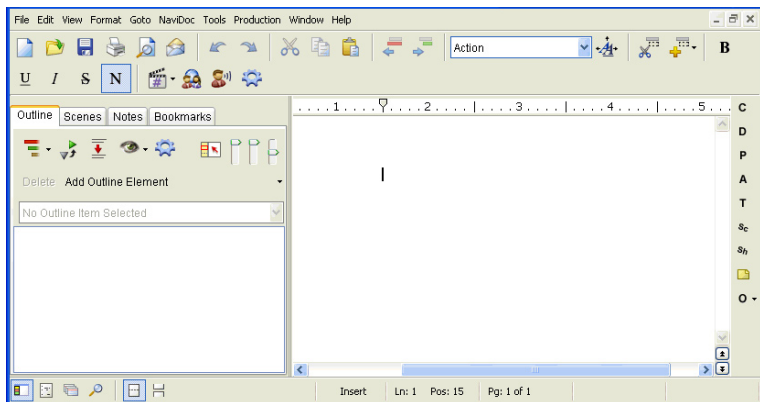 File Edit View Format Goto NaviDoc Tools Production Window Help
Action B
U I S N
Outline Scenes Notes Bookmarks
....1.......2....|....3....|....4....|....5...
C
D
P
A
T
Sc
Sh
O
Delete Add Outline Element
No Outline Item Selected
Insert Ln: 1 Pos: 15 Pg: 1 of 1